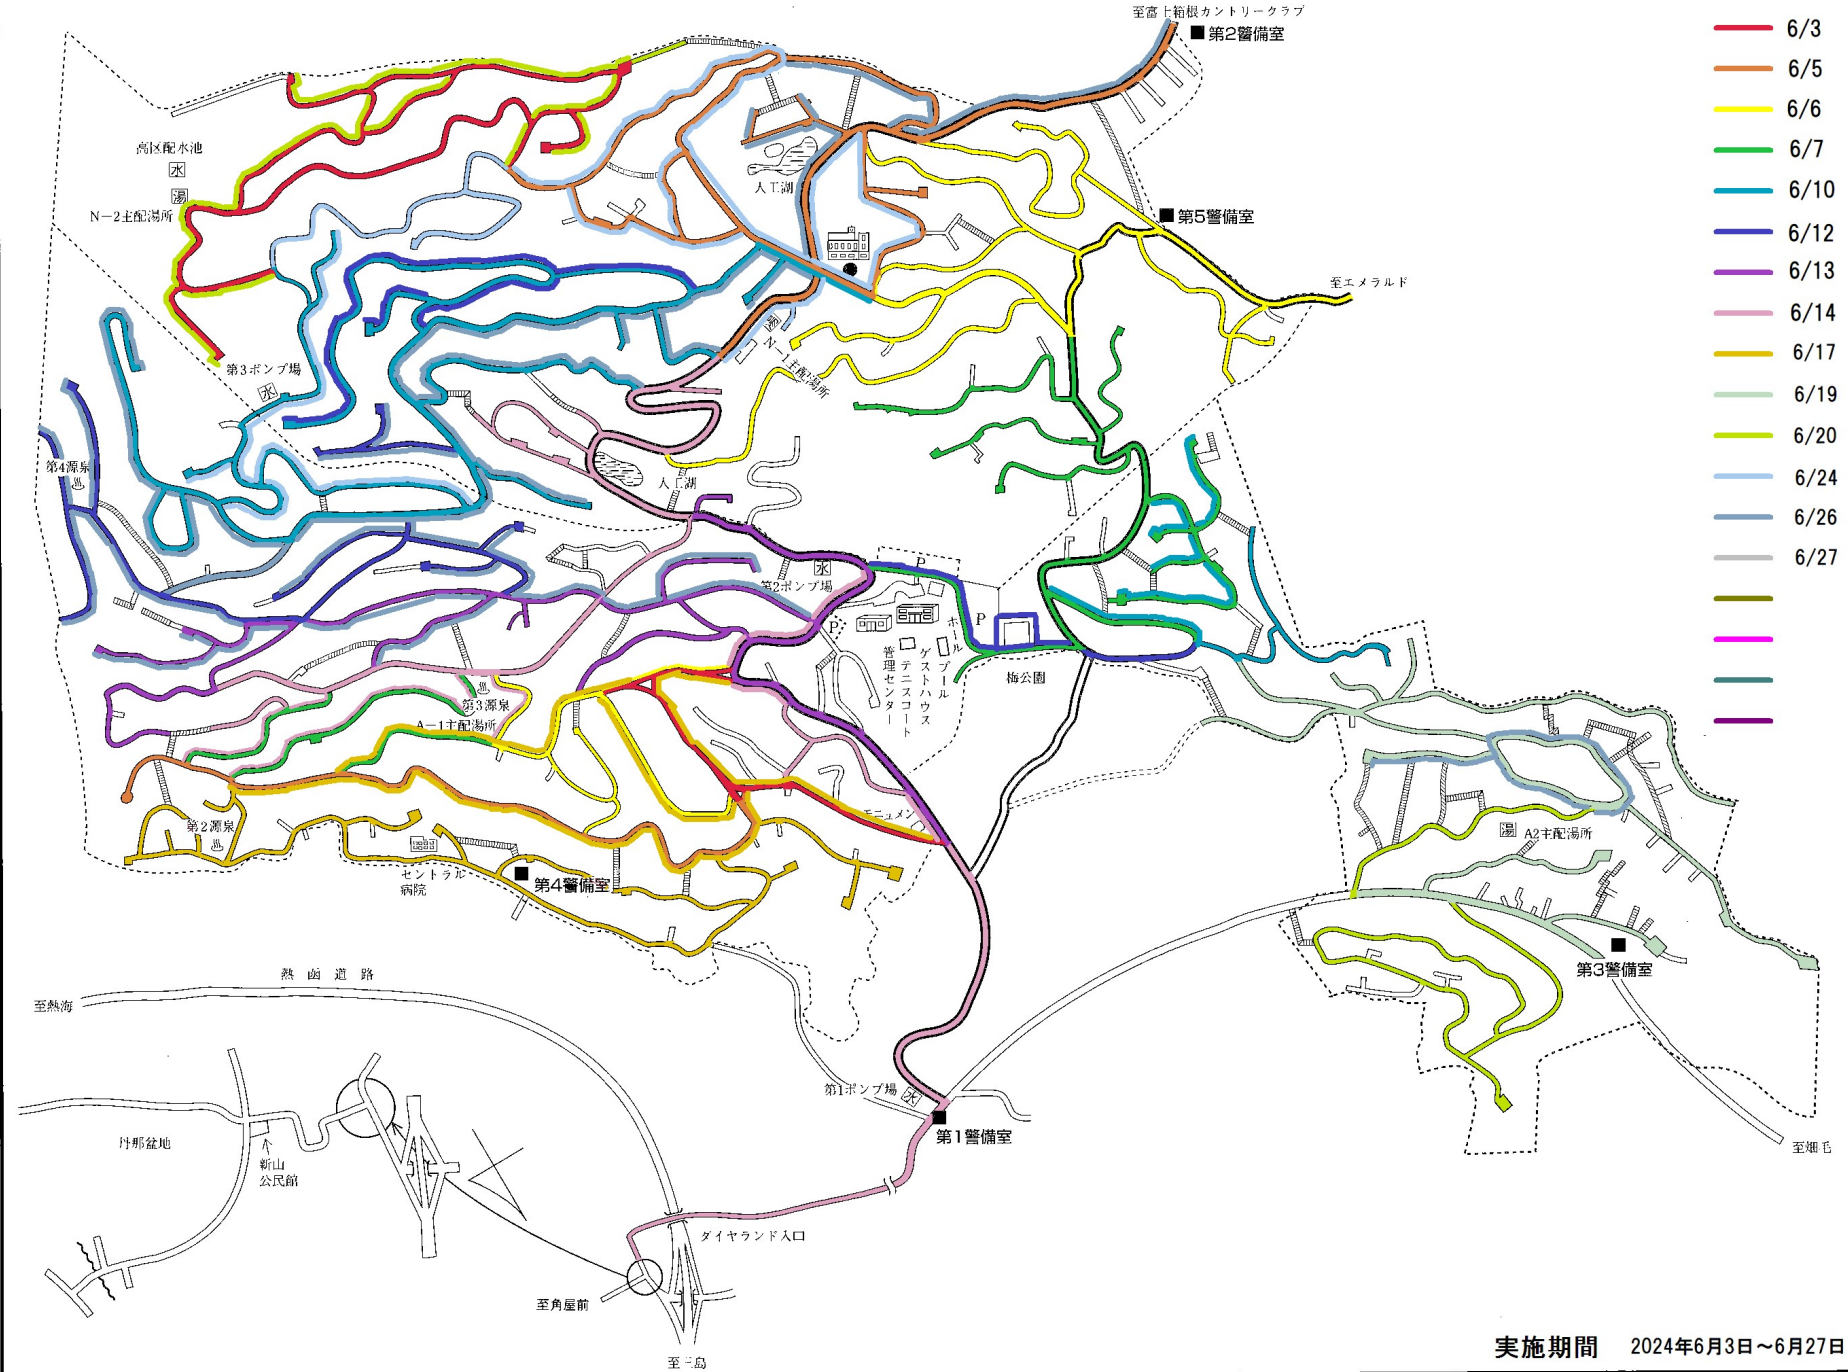 至富士箱根カントリークラブ
第2警備室
6/3
6/5
6/6
6/7
6/10
6/12
6/13
6/14
6/17
6/19
6/20
6/24
6/26
6/27
高区配水池
水
湯
N－2主配湯所
人工湖
第5警備室
至エメラルド
湯
N－1主配湯所
第3ポンプ場
水
第4源泉
人工湖
第2ポンプ場
水
P
P
P
ホール
プール
ゲストハウス
テニスコート
管理センター
梅公園
第3源泉
A－1主配湯所
第2源泉
モニュメン
セントラル
病院
第4警備室
湯
A2主配湯所
第3警備室
熱函道路
至熱海
第1ポンプ場
水
第1警備室
至畑毛
丹那盆地
新山
公民館
ダイヤランド入口
至角屋前
至三島
実施期間 2024年6月3日～6月27日